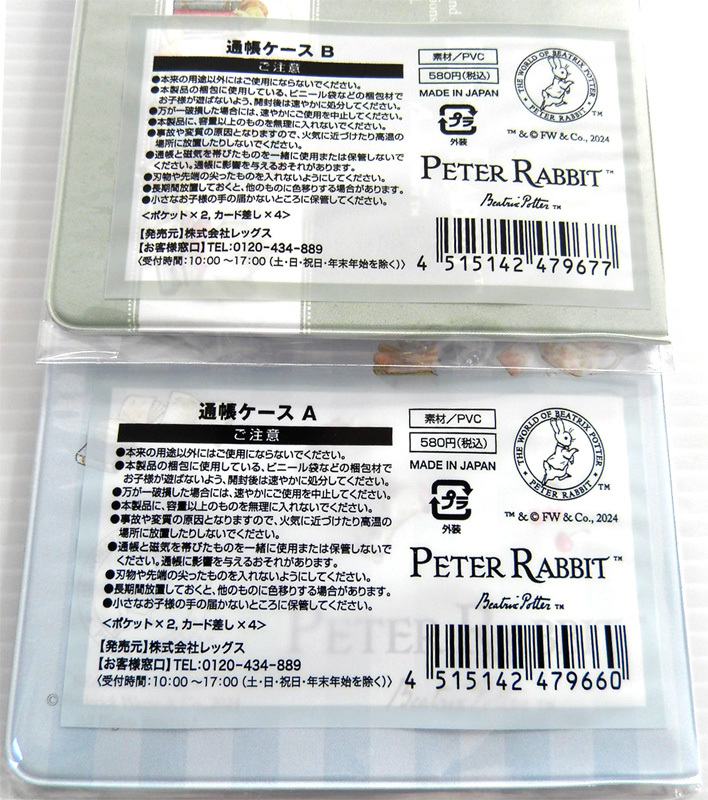 通帳ケース B
ご注意
●本来の用途以外にはご使用にならないでください。
●本製品の梱包に使用している、ビニール袋などの梱包材で
お子様が遊ばないよう、開封後は速やかに処分してください。
●万が一破損した場合には、速やかにご使用を中止してください。
●本製品に、容量以上のものを無理に入れないでください。
●事故や変質の原因となりますので、火気に近づけたり高温の
場所に放置したりしないでください。
●通帳と磁気を帯びたものを一緒に使用または保管しないで
ください。通帳に影響を与えるおそれがあります。
●刃物や先端の尖ったものを入れないようにしてください。
●長期間放置しておくと、他のものに色移りする場合があります。
●小さなお子様の手の届かないところに保管してください。
<ポケット×2, カード差し×4>
【発売元】株式会社レッグス
【お客様窓口】TEL:0120-434-889
〈受付時間:10:00～17:00 (土・日・祝日・年末年始を除く)〉
素材/PVC
580円(税込)
MADE IN JAPAN
プラ
外装
THE WORLD OF BEATRIX POTTER
PETER RABBIT
TM
™ & © FW & Co., 2024
PETER RABBIT™
Beatrix Potter ™
4 515142 479677
通帳ケース A
ご注意
●本来の用途以外にはご使用にならないでください。
●本製品の梱包に使用している、ビニール袋などの梱包材で
お子様が遊ばないよう、開封後は速やかに処分してください。
●万が一破損した場合には、速やかにご使用を中止してください。
●本製品に、容量以上のものを無理に入れないでください。
●事故や変質の原因となりますので、火気に近づけたり高温の
場所に放置したりしないでください。
●通帳と磁気を帯びたものを一緒に使用または保管しないで
ください。通帳に影響を与えるおそれがあります。
●刃物や先端の尖ったものを入れないようにしてください。
●長期間放置しておくと、他のものに色移りする場合があります。
●小さなお子様の手の届かないところに保管してください。
<ポケット×2, カード差し×4>
【発売元】株式会社レッグス
【お客様窓口】TEL:0120-434-889
〈受付時間:10:00～17:00 (土・日・祝日・年末年始を除く)〉
素材/PVC
580円(税込)
MADE IN JAPAN
プラ
外装
THE WORLD OF BEATRIX POTTER
PETER RABBIT
TM
™ & © FW & Co., 2024
PETER RABBIT™
Beatrix Potter ™
4 515142 479660